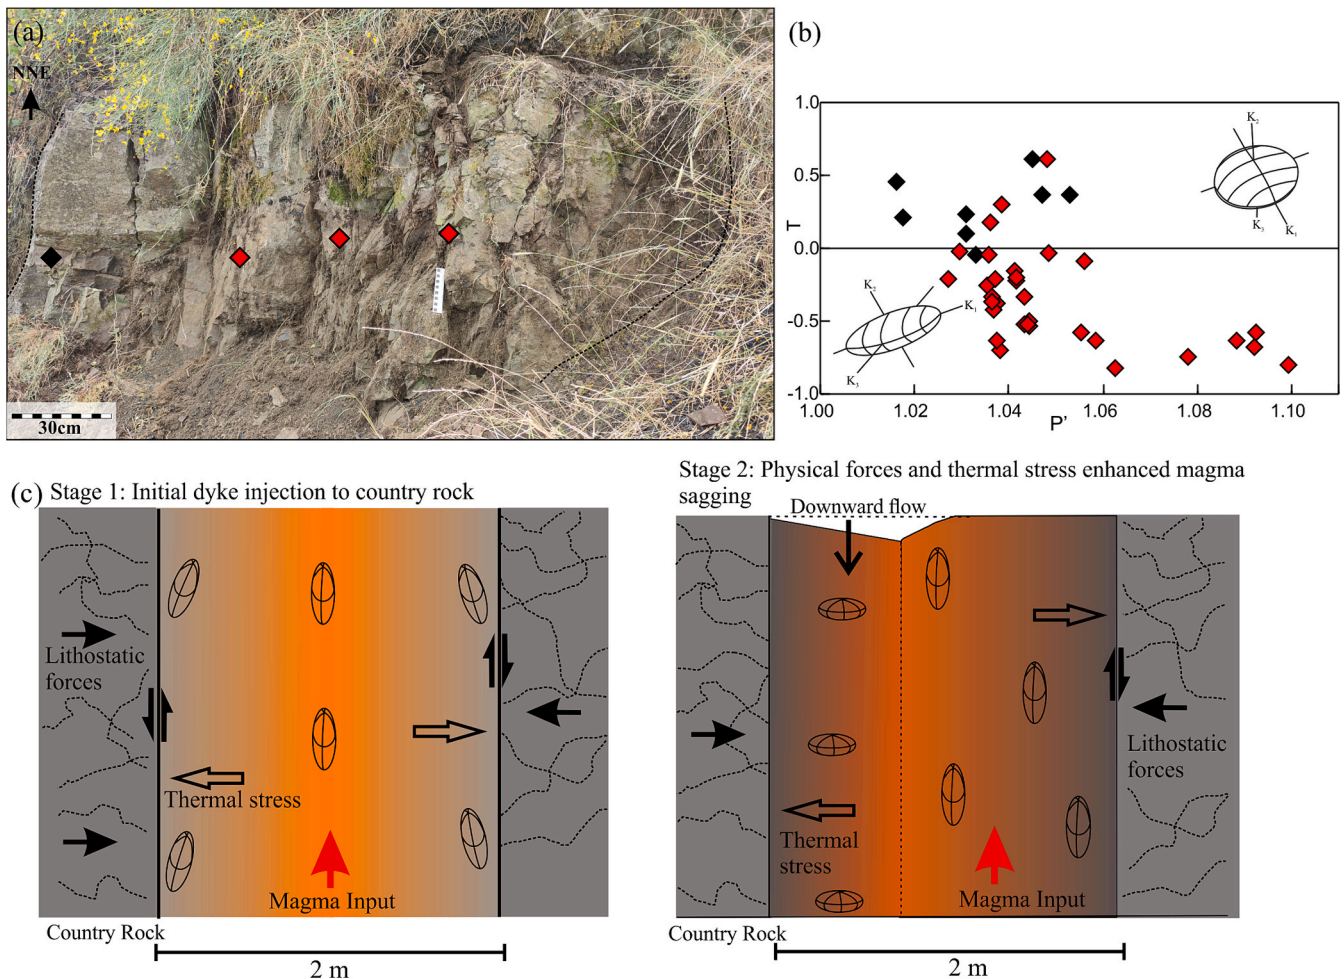 (a)
NNE
30cm
(b)
1.0
0.5
0.0
-0.5
-1.0
T
K₂
K₃
K₁
K₂
K₁
K₃
1.00
1.02
1.04
1.06
1.08
1.10
P'
(c) Stage 1: Initial dyke injection to country rock
Lithostatic
forces
Thermal stress
Magma Input
Country Rock
2 m
Stage 2: Physical forces and thermal stress enhanced magma
sagging
Downward flow
Lithostatic
forces
Thermal
stress
Magma Input
Country Rock
2 m